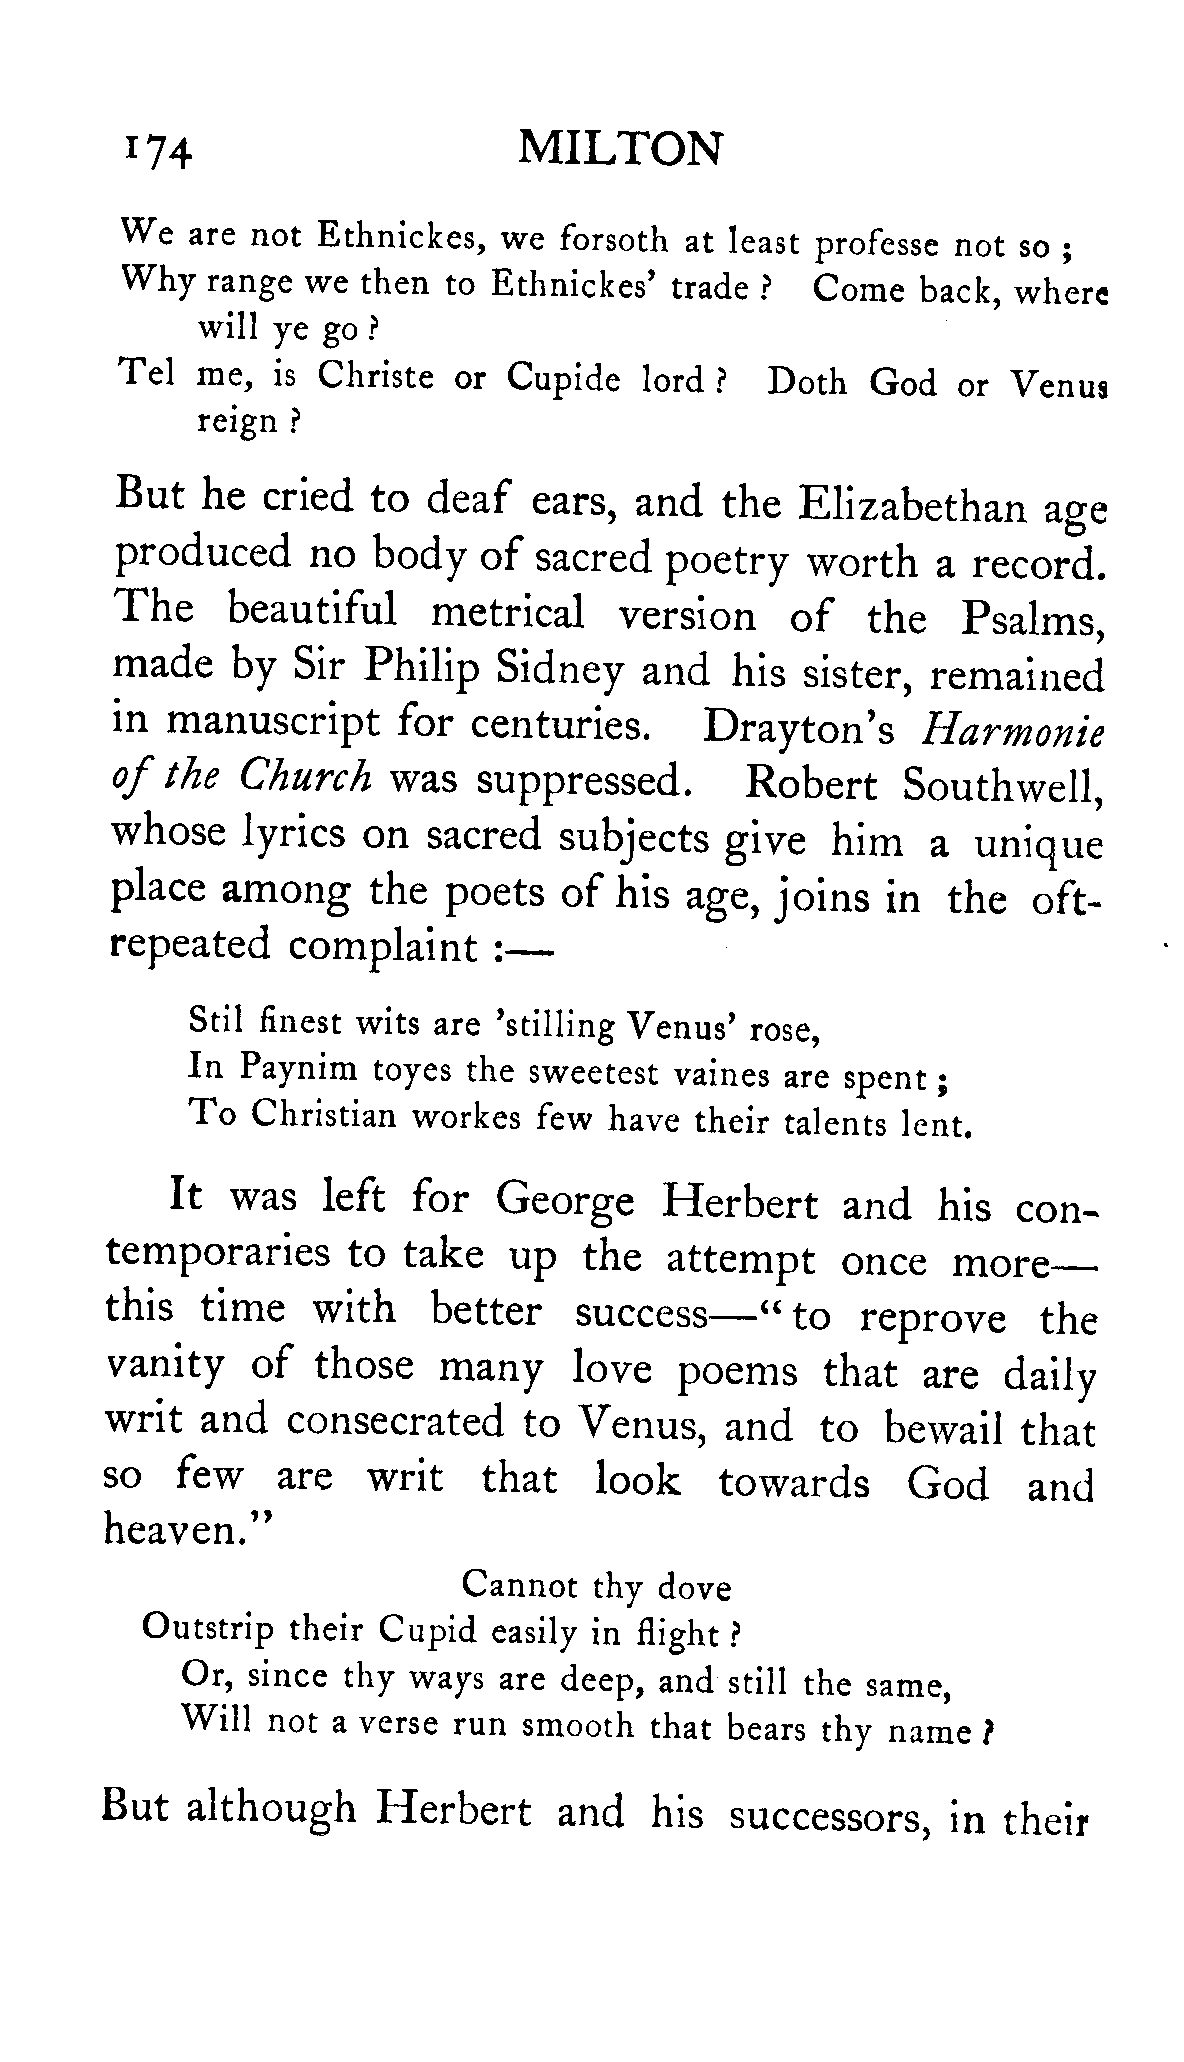 174 MILTON
We are not Ethnickes, we forsoth at least professe not so ;
Why range we then to Ethnickes' trade ? Come back, where
will ye go ?
Tel me, is Christe or Cupide lord ? Doth God or Venus
reign ?
But he cried to deaf ears, and the Elizabethan age
produced no body of sacred poetry worth a record.
The beautiful metrical version of the Psalms,
made by Sir Philip Sidney and his sister, remained
in manuscript for centuries. Drayton's Harmonie
of the Church was suppressed. Robert Southwell,
whose lyrics on sacred subjects give him a unique
place among the poets of his age, joins in the oft-
repeated complaint :—
Stil finest wits are 'stilling Venus' rose,
In Paynim toyes the sweetest vaines are spent ;
To Christian workes few have their talents lent.
It was left for George Herbert and his con-
temporaries to take up the attempt once more—
this time with better success—“ to reprove the
vanity of those many love poems that are daily
writ and consecrated to Venus, and to bewail that
so few are writ that look towards God and
heaven.”
Cannot thy dove
Outstrip their Cupid easily in flight ?
Or, since thy ways are deep, and still the same,
Will not a verse run smooth that bears thy name ?
But although Herbert and his successors, in their